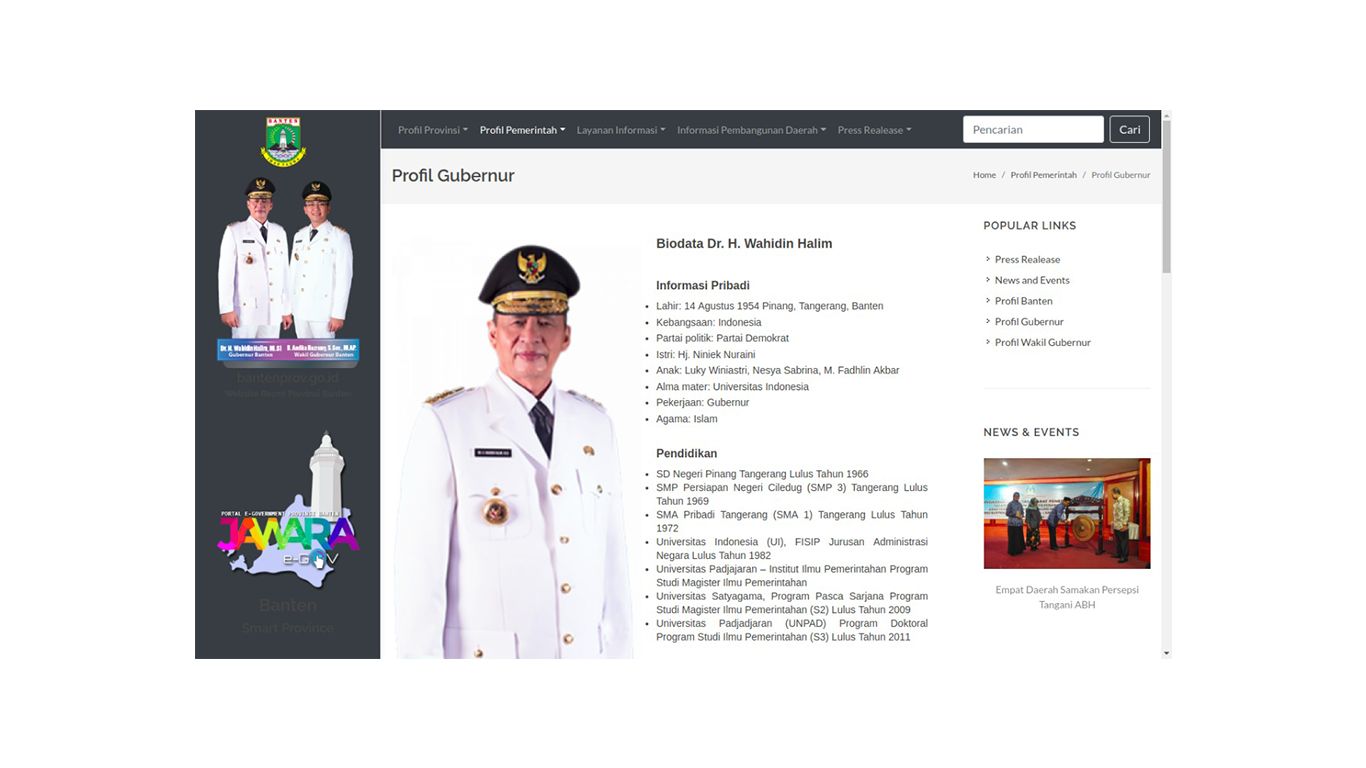 BANTEN
Dr. H. Wahidin Halim, M.Si
Gubernur Banten
H. Andika Hazrumy, S.Sos., M.AP
Wakil Gubernur Banten
bantenprov.go.id
Website Resmi Provinsi Banten
PORTAL E-GOVERNMENT PROVINSI BANTEN
JAWARA
e-GOV
Banten
Smart Province
Profil Provinsi
Profil Pemerintah
Layanan Informasi
Informasi Pembangunan Daerah
Press Realease
Pencarian
Cari
Profil Gubernur
Home / Profil Pemerintah / Profil Gubernur
Biodata Dr. H. Wahidin Halim
Informasi Pribadi
Lahir: 14 Agustus 1954 Pinang, Tangerang, Banten
Kebangsaan: Indonesia
Partai politik: Partai Demokrat
Istri: Hj. Niniek Nuraini
Anak: Luky Winiastri, Nesya Sabrina, M. Fadhlin Akbar
Alma mater: Universitas Indonesia
Pekerjaan: Gubernur
Agama: Islam
Pendidikan
SD Negeri Pinang Tangerang Lulus Tahun 1966
SMP Persiapan Negeri Ciledug (SMP 3) Tangerang Lulus
Tahun 1969
SMA Pribadi Tangerang (SMA 1) Tangerang Lulus Tahun
1972
Universitas Indonesia (UI), FISIP Jurusan Administrasi
Negara Lulus Tahun 1982
Universitas Padjajaran – Institut Ilmu Pemerintahan Program
Studi Magister Ilmu Pemerintahan
Universitas Satyagama, Program Pasca Sarjana Program
Studi Magister Ilmu Pemerintahan (S2) Lulus Tahun 2009
Universitas Padjadjaran (UNPAD) Program Doktoral
Program Studi Ilmu Pemerintahan (S3) Lulus Tahun 2011
POPULAR LINKS
Press Realease
News and Events
Profil Banten
Profil Gubernur
Profil Wakil Gubernur
NEWS & EVENTS
Empat Daerah Samakan Persepsi
Tangani ABH